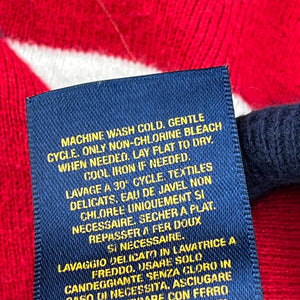 MACHINE WASH COLD. GENTLE
CYCLE. ONLY NON-CHLORINE BLEACH
WHEN NEEDED. LAY FLAT TO DRY.
COOL IRON IF NEEDED.
LAVAGE A 30° CYCLE. TEXTILES
DELICATS. EAU DE JAVEL NON
CHLOREE UNIQUEMENT SI
NECESSAIRE. SECHER A PLAT.
REPASSER A FER DOUX
SI NECESSAIRE.
LAVAGGIO DELICATO IN LAVATRICE A
FREDDO. USARE SOLO
CANDEGGIANTE SENZA CLORO IN
CASO DI NECESSITA. ASCIUGARE